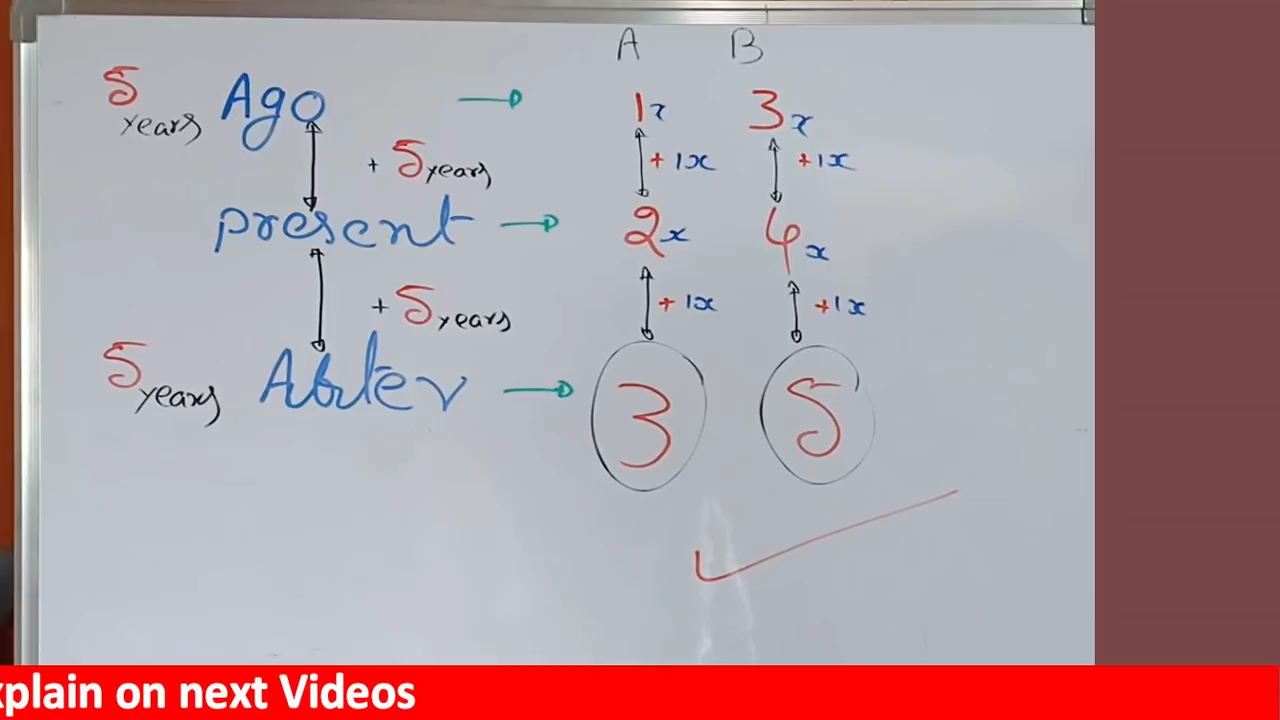 A B
5 years Ago → 1x 3x
+ 5 years +1x +1x
present → 2x 4x
+ 5 years +1x +1x
5 years After → 3 5
xplain on next Videos